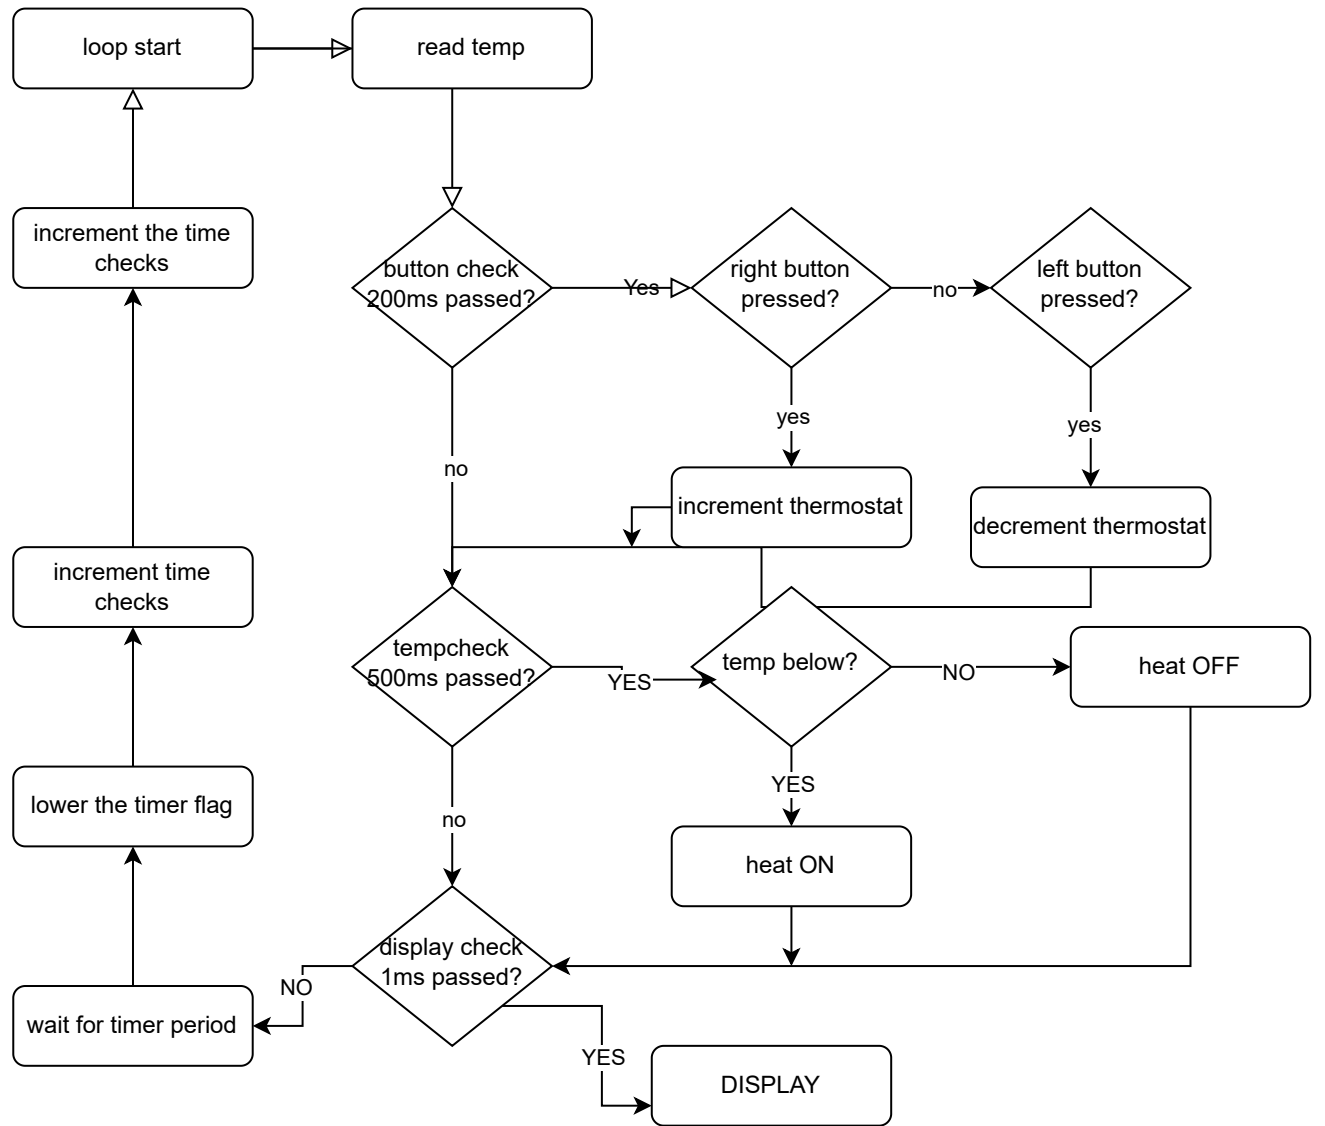 loop start
read temp
increment the time
checks
button check
200ms passed?
Yes
right button
pressed?
no
left button
pressed?
yes
yes
no
increment thermostat
decrement thermostat
increment time
checks
tempcheck
500ms passed?
YES
temp below?
NO
heat OFF
YES
lower the timer flag
no
heat ON
display check
1ms passed?
NO
wait for timer period
YES
DISPLAY